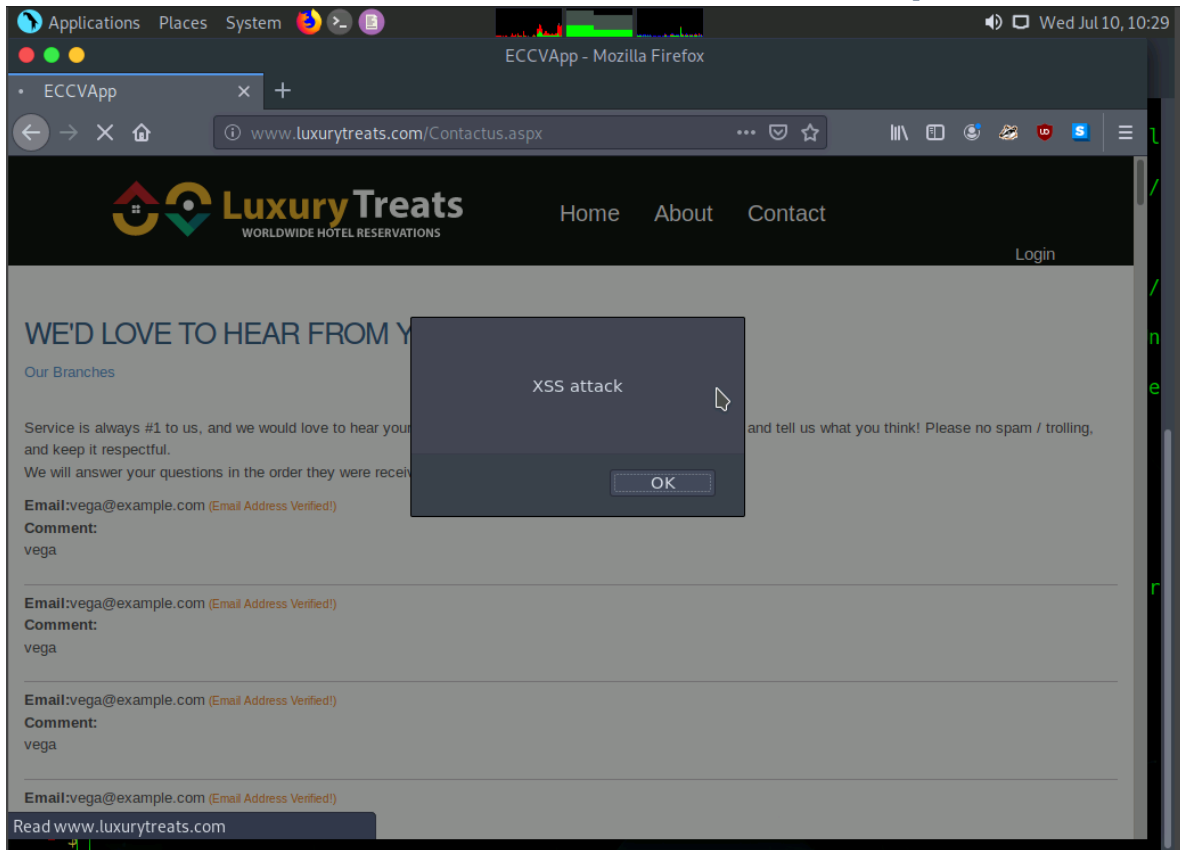 Applications Places System Wed Jul 10, 10:29
ECCVApp - Mozilla Firefox
ECCVApp
www.luxurytreats.com/Contactus.aspx
LuxuryTreats
WORLDWIDE HOTEL RESERVATIONS
Home About Contact
Login
WE'D LOVE TO HEAR FROM Y
Our Branches
XSS attack
OK
Service is always #1 to us, and we would love to hear your and tell us what you think! Please no spam / trolling,
and keep it respectful.
We will answer your questions in the order they were receiv
Email:vega@example.com (Email Address Verified!)
Comment:
vega
Email:vega@example.com (Email Address Verified!)
Comment:
vega
Email:vega@example.com (Email Address Verified!)
Comment:
vega
Email:vega@example.com (Email Address Verified!)
Read www.luxurytreats.com